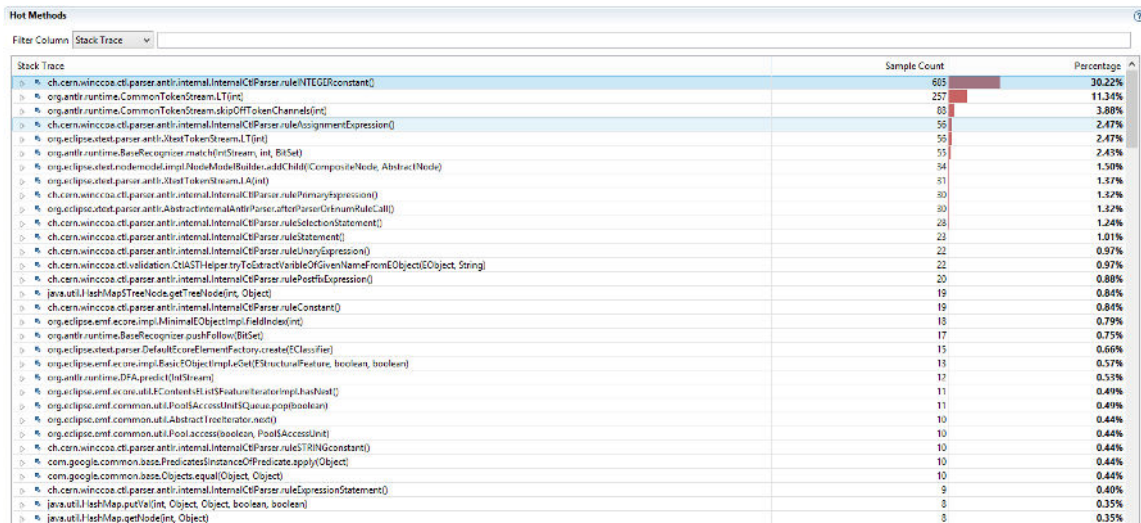 Hot Methods
Filter Column Stack Trace
Stack Trace Sample Count Percentage
ch.cern.winccoa.ctl.parser.antlr.internal.InternalCtlParser.ruleINTEGERconstant() 685 30.22%
org.antlr.runtime.CommonTokenStream.LT(int) 257 11.34%
org.antlr.runtime.CommonTokenStream.skipOffTokenChannels(int) 88 3.88%
ch.cern.winccoa.ctl.parser.antlr.internal.InternalCtlParser.ruleAssignmentExpression() 56 2.47%
org.eclipse.xtext.parser.antlr.XtextTokenStream.LT(int) 56 2.47%
org.antlr.runtime.BaseRecognizer.match(IntStream, int, BitSet) 55 2.43%
org.eclipse.xtext.nodemodel.impl.NodeModelBuilder.addChild(ICompositeNode, AbstractNode) 34 1.50%
org.eclipse.xtext.parser.antlr.XtextTokenStream.LA(int) 31 1.37%
ch.cern.winccoa.ctl.parser.antlr.internal.InternalCtlParser.rulePrimaryExpression() 30 1.32%
org.eclipse.xtext.parser.antlr.AbstractInternalAntlrParser.afterParserOrEnumRuleCall() 30 1.32%
ch.cern.winccoa.ctl.parser.antlr.internal.InternalCtlParser.ruleSelectionStatement() 28 1.24%
ch.cern.winccoa.ctl.parser.antlr.internal.InternalCtlParser.ruleStatement() 23 1.01%
ch.cern.winccoa.ctl.parser.antlr.internal.InternalCtlParser.ruleUnaryExpression() 22 0.97%
ch.cern.winccoa.ctl.validation.CtlASTHelper.tryToExtractVaribleOfGivenNameFromEObject(EObject, String) 22 0.97%
ch.cern.winccoa.ctl.parser.antlr.internal.InternalCtlParser.rulePostfixExpression() 20 0.88%
java.util.HashMap$TreeNode.getTreeNode(int, Object) 19 0.84%
ch.cern.winccoa.ctl.parser.antlr.internal.InternalCtlParser.ruleConstant() 19 0.84%
org.eclipse.emf.ecore.impl.MinimalEObjectImpl.fieldIndex(int) 18 0.79%
org.antlr.runtime.BaseRecognizer.pushFollow(BitSet) 17 0.75%
org.eclipse.xtext.parser.DefaultEcoreElementFactory.create(EClassifier) 15 0.66%
org.eclipse.emf.ecore.impl.BasicEObjectImpl.eGet(EStructuralFeature, boolean, boolean) 13 0.57%
org.antlr.runtime.DFA.predict(IntStream) 12 0.53%
org.eclipse.emf.ecore.util.EContentsEList$FeatureIteratorImpl.hasNext() 11 0.49%
org.eclipse.emf.common.util.Pool$AccessUnit$Queue.pop(boolean) 11 0.49%
org.eclipse.emf.common.util.AbstractTreeIterator.next() 10 0.44%
org.eclipse.emf.common.util.Pool.access(boolean, Pool$AccessUnit) 10 0.44%
ch.cern.winccoa.ctl.parser.antlr.internal.InternalCtlParser.ruleSTRINGconstant() 10 0.44%
com.google.common.base.Predicates$InstanceOfPredicate.apply(Object) 10 0.44%
com.google.common.base.Objects.equal(Object, Object) 10 0.44%
ch.cern.winccoa.ctl.parser.antlr.internal.InternalCtlParser.ruleExpressionStatement() 9 0.40%
java.util.HashMap.putVal(int, Object, Object, boolean, boolean) 8 0.35%
java.util.HashMap.getNode(int, Object) 8 0.35%